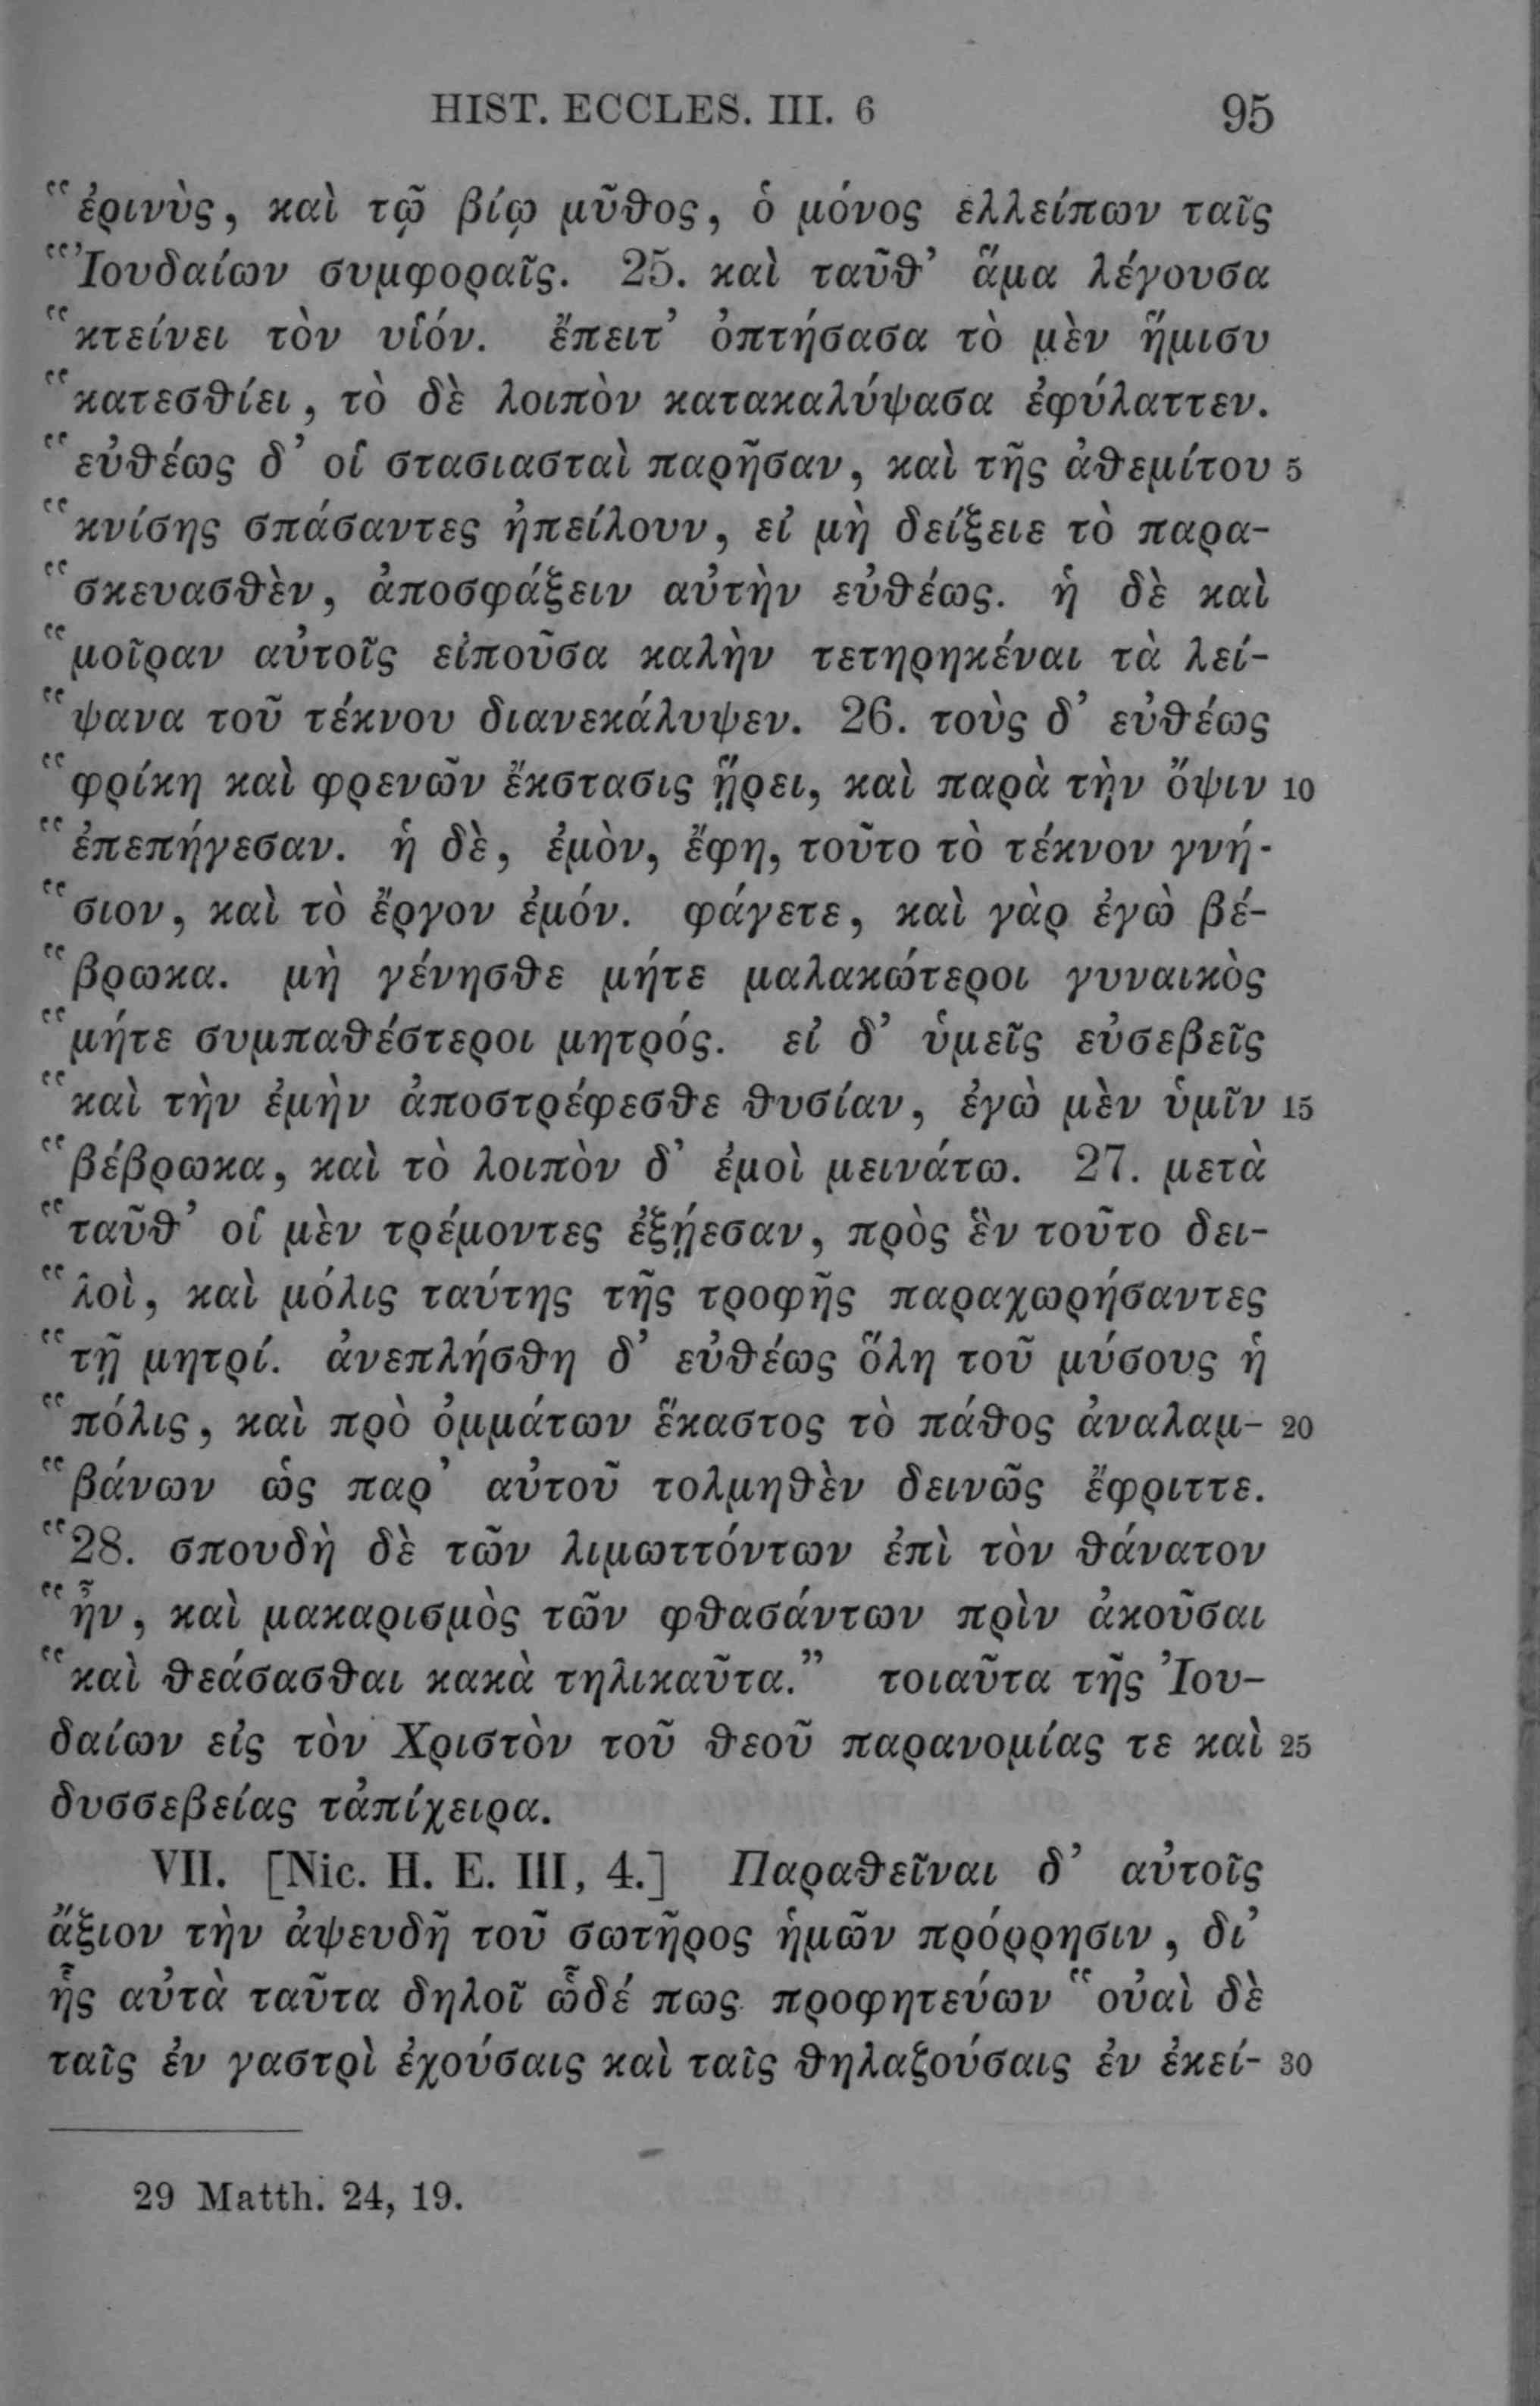 HIST. ECCLES. III. 6 95
“ἐρινὺς, καὶ τῷ βίῳ μῦθος, ὁ μόνος ἐλλείπων ταῖς
“Ἰουδαίων συμφοραῖς. 25. καὶ ταῦθ’ ἅμα λέγουσα
“κτείνει τὸν υἱόν. ἔπειτ’ ὀπτήσασα τὸ μὲν ἥμισυ
“κατεσθίει, τὸ δὲ λοιπὸν κατακαλύψασα ἐφύλαττεν.
“εὐθέως δ’ οἱ στασιασταὶ παρῆσαν, καὶ τῆς ἀθεμίτου 5
“κνίσης σπάσαντες ἠπείλουν, εἰ μὴ δείξειε τὸ παρα-
“σκευασθὲν, ἀποσφάξειν αὐτὴν εὐθέως. ἡ δὲ καὶ
“μοῖραν αὐτοῖς εἰποῦσα καλὴν τετηρηκέναι τὰ λεί-
“ψανα τοῦ τέκνου διανεκάλυψεν. 26. τοὺς δ’ εὐθέως
“φρίκη καὶ φρενῶν ἔκστασις ᾕρει, καὶ παρὰ τὴν ὄψιν 10
“ἐπεπήγεσαν. ἡ δὲ, ἐμὸν, ἔφη, τοῦτο τὸ τέκνον γνή-
“σιον, καὶ τὸ ἔργον ἐμόν. φάγετε, καὶ γὰρ ἐγὼ βέ-
“βρωκα. μὴ γένησθε μήτε μαλακώτεροι γυναικὸς
“μήτε συμπαθέστεροι μητρός. εἰ δ’ ὑμεῖς εὐσεβεῖς
“καὶ τὴν ἐμὴν ἀποστρέφεσθε θυσίαν, ἐγὼ μὲν ὑμῖν 15
“βέβρωκα, καὶ τὸ λοιπὸν δ’ ἐμοὶ μεινάτω. 27. μετὰ
“ταῦθ’ οἱ μὲν τρέμοντες ἐξῄεσαν, πρὸς ἓν τοῦτο δει-
“λοὶ, καὶ μόλις ταύτης τῆς τροφῆς παραχωρήσαντες
“τῇ μητρί. ἀνεπλήσθη δ’ εὐθέως ὅλη τοῦ μύσους ἡ
“πόλις, καὶ πρὸ ὀμμάτων ἕκαστος τὸ πάθος ἀναλαμ- 20
“βάνων ὡς παρ’ αὐτοῦ τολμηθὲν δεινῶς ἔφριττε.
“28. σπουδὴ δὲ τῶν λιμωττόντων ἐπὶ τὸν θάνατον
“ἦν, καὶ μακαρισμὸς τῶν φθασάντων πρὶν ἀκοῦσαι
“καὶ θεάσασθαι κακὰ τηλικαῦτα.” τοιαῦτα τῆς Ἰου-
δαίων εἰς τὸν Χριστὸν τοῦ θεοῦ παρανομίας τε καὶ 25
δυσσεβείας τἀπίχειρα.
VII. [Nic. H. E. III, 4.] Παραθεῖναι δ’ αὐτοῖς
ἄξιον τὴν ἀψευδῆ τοῦ σωτῆρος ἡμῶν πρόρρησιν, δι’
ἧς αὐτὰ ταῦτα δηλοῖ ὧδέ πως προφητεύων “οὐαὶ δὲ
ταῖς ἐν γαστρὶ ἐχούσαις καὶ ταῖς θηλαζούσαις ἐν ἐκεί- 30
29 Matth. 24, 19.